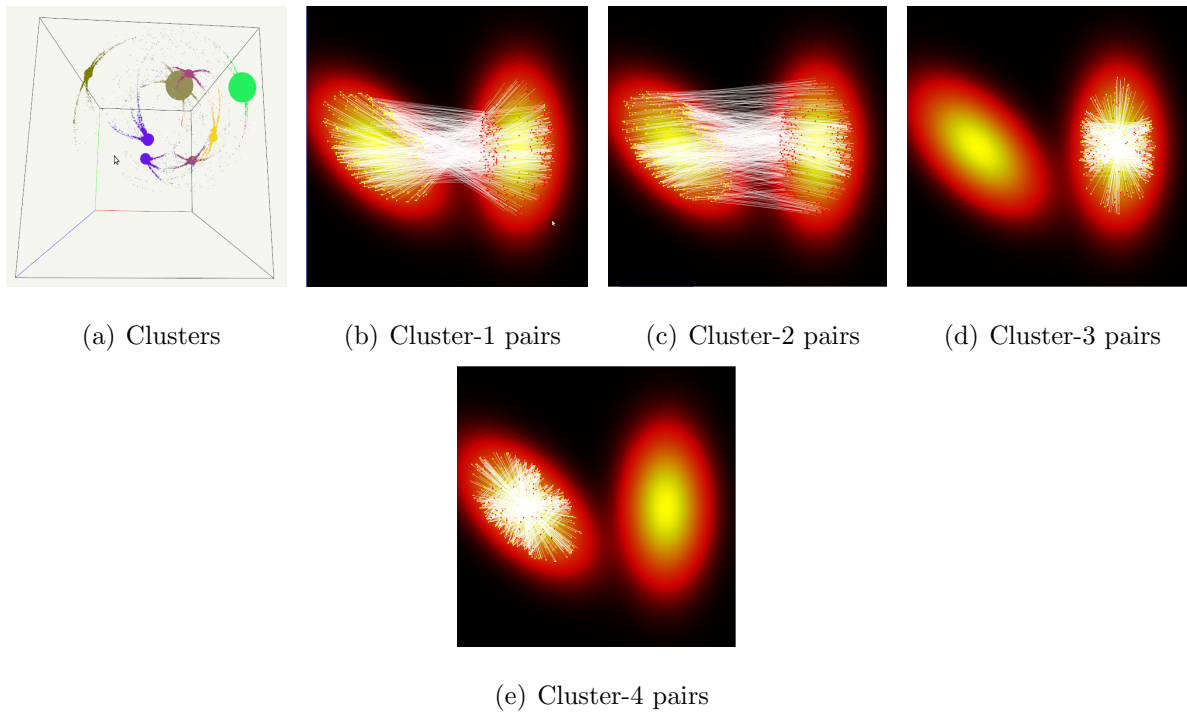 (a) Clusters
(b) Cluster-1 pairs
(c) Cluster-2 pairs
(d) Cluster-3 pairs
(e) Cluster-4 pairs